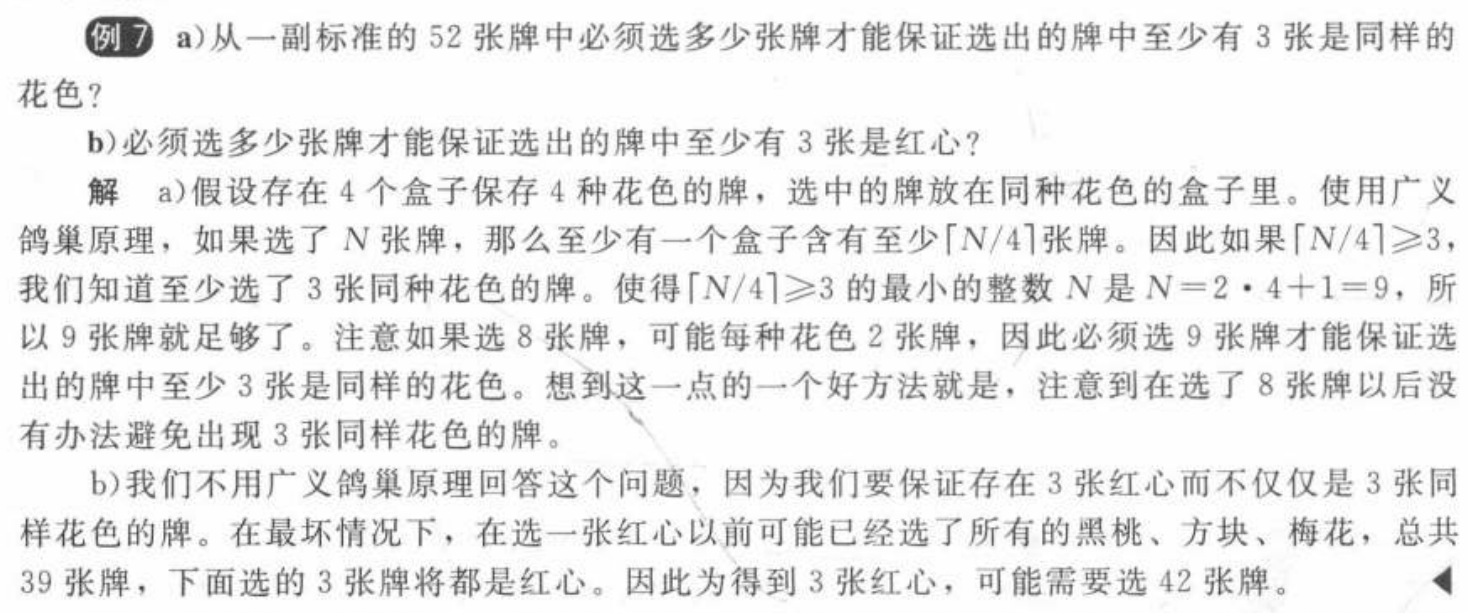 例7 a)从一副标准的 52 张牌中必须选多少张牌才能保证选出的牌中至少有 3 张是同样的
花色?
b)必须选多少张牌才能保证选出的牌中至少有 3 张是红心?
解 a)假设存在 4 个盒子保存 4 种花色的牌，选中的牌放在同种花色的盒子里。使用广义
鸽巢原理，如果选了 N 张牌，那么至少有一个盒子含有至少⌈N/4⌉张牌。因此如果⌈N/4⌉⩾3，
我们知道至少选了 3 张同种花色的牌。使得⌈N/4⌉⩾3 的最小的整数 N 是 N＝2・4＋1＝9，所
以 9 张牌就足够了。注意如果选 8 张牌，可能每种花色 2 张牌，因此必须选 9 张牌才能保证选
出的牌中至少 3 张是同样的花色。想到这一点的一个好方法就是，注意到在选了 8 张牌以后没
有办法避免出现 3 张同样花色的牌。
b)我们不用广义鸽巢原理回答这个问题，因为我们要保证存在 3 张红心而不仅仅是 3 张同
样花色的牌。在最坏情况下，在选一张红心以前可能已经选了所有的黑桃、方块、梅花，总共
39 张牌，下面选的 3 张牌将都是红心。因此为得到 3 张红心，可能需要选 42 张牌。 ◀